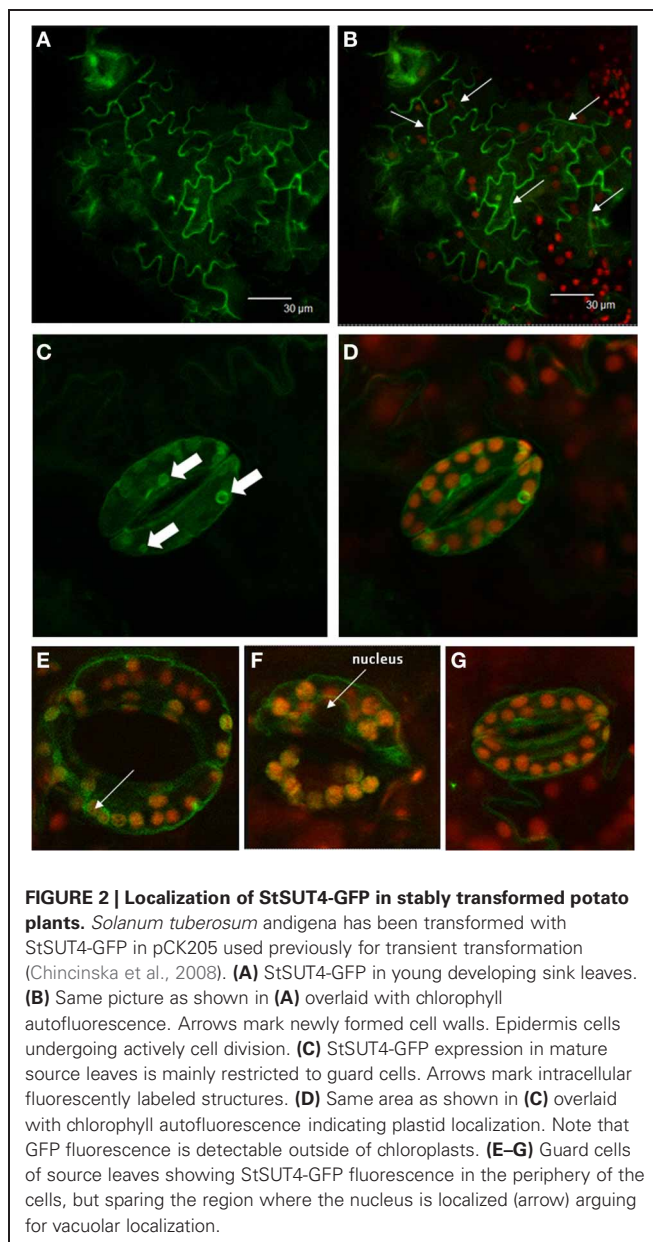 A
B
30 µm
30 µm
C
D
E
F
nucleus
G
FIGURE 2 | Localization of StSUT4-GFP in stably transformed potato
plants. Solanum tuberosum andigena has been transformed with
StSUT4-GFP in pCK205 used previously for transient transformation
(Chincinska et al., 2008). (A) StSUT4-GFP in young developing sink leaves.
(B) Same picture as shown in (A) overlaid with chlorophyll
autofluorescence. Arrows mark newly formed cell walls. Epidermis cells
undergoing actively cell division. (C) StSUT4-GFP expression in mature
source leaves is mainly restricted to guard cells. Arrows mark intracellular
fluorescently labeled structures. (D) Same area as shown in (C) overlaid
with chlorophyll autofluorescence indicating plastid localization. Note that
GFP fluorescence is detectable outside of chloroplasts. (E–G) Guard cells
of source leaves showing StSUT4-GFP fluorescence in the periphery of the
cells, but sparing the region where the nucleus is localized (arrow) arguing
for vacuolar localization.